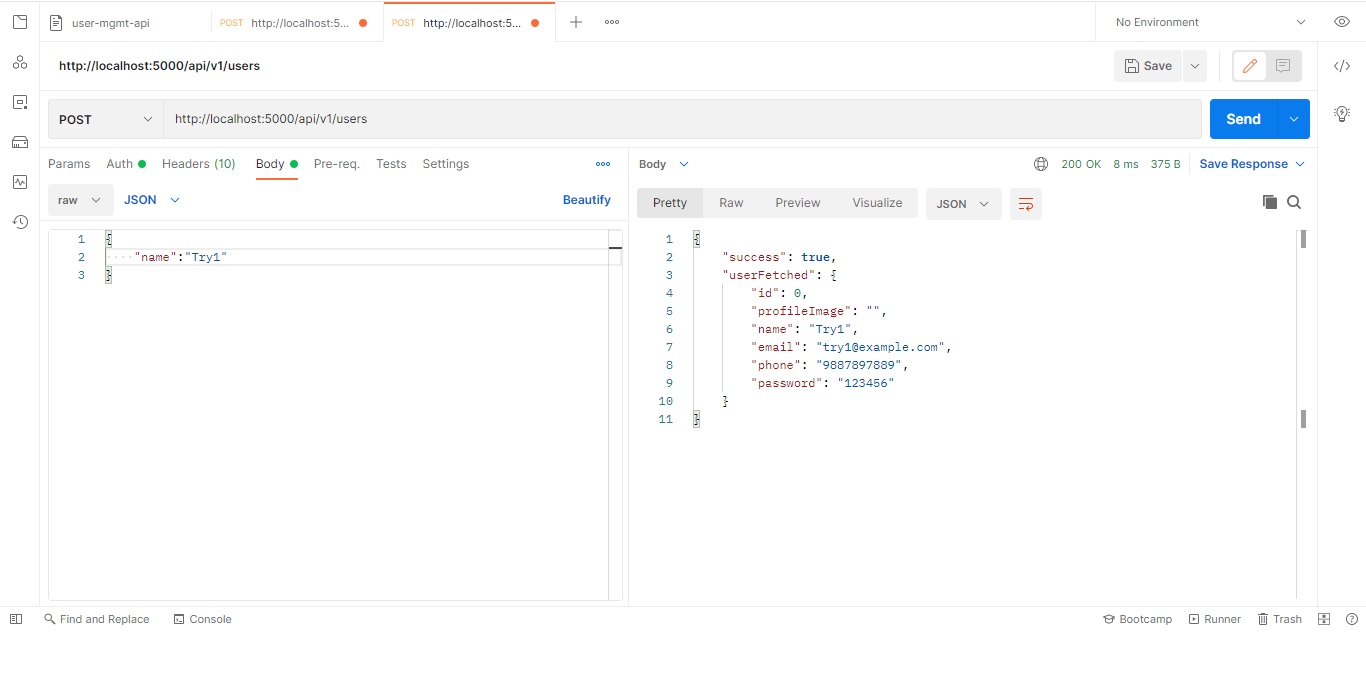 user-mgmt-api
POST http://localhost:5...
POST http://localhost:5...
No Environment
http://localhost:5000/api/v1/users
Save
POST
http://localhost:5000/api/v1/users
Send
Params Auth Headers (10) Body Pre-req. Tests Settings
raw JSON Beautify
1 {
2 ····"name":"Try1"
3 }
Body 200 OK 8 ms 375 B Save Response
Pretty Raw Preview Visualize JSON
1 {
2 "success": true,
3 "userFetched": {
4 "id": 0,
5 "profileImage": "",
6 "name": "Try1",
7 "email": "try1@example.com",
8 "phone": "9887897889",
9 "password": "123456"
10 }
11 }
Find and Replace Console Bootcamp Runner Trash